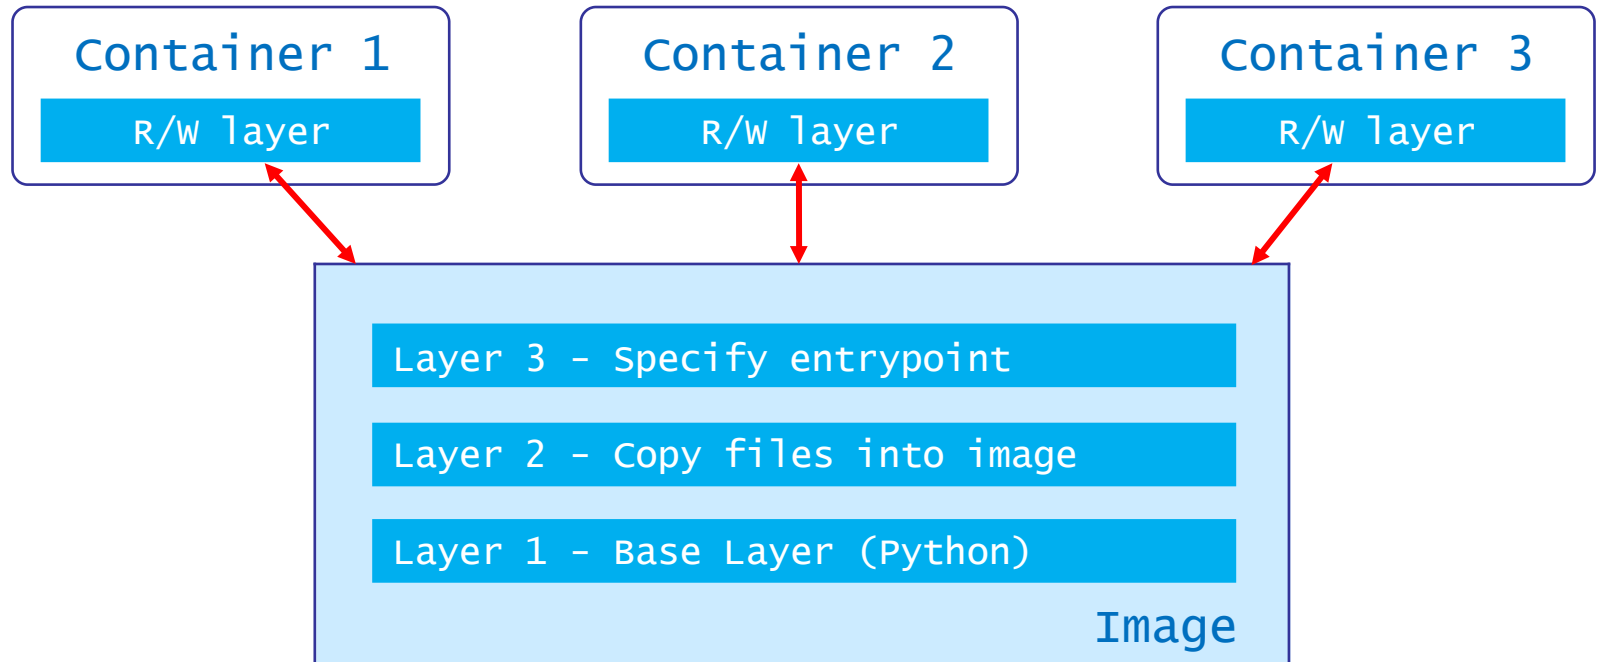 Container 1
Container 2
Container 3
R/W layer
R/W layer
R/W layer
Layer 3 – Specify entrypoint
Layer 2 – Copy files into image
Layer 1 – Base Layer (Python)
Image